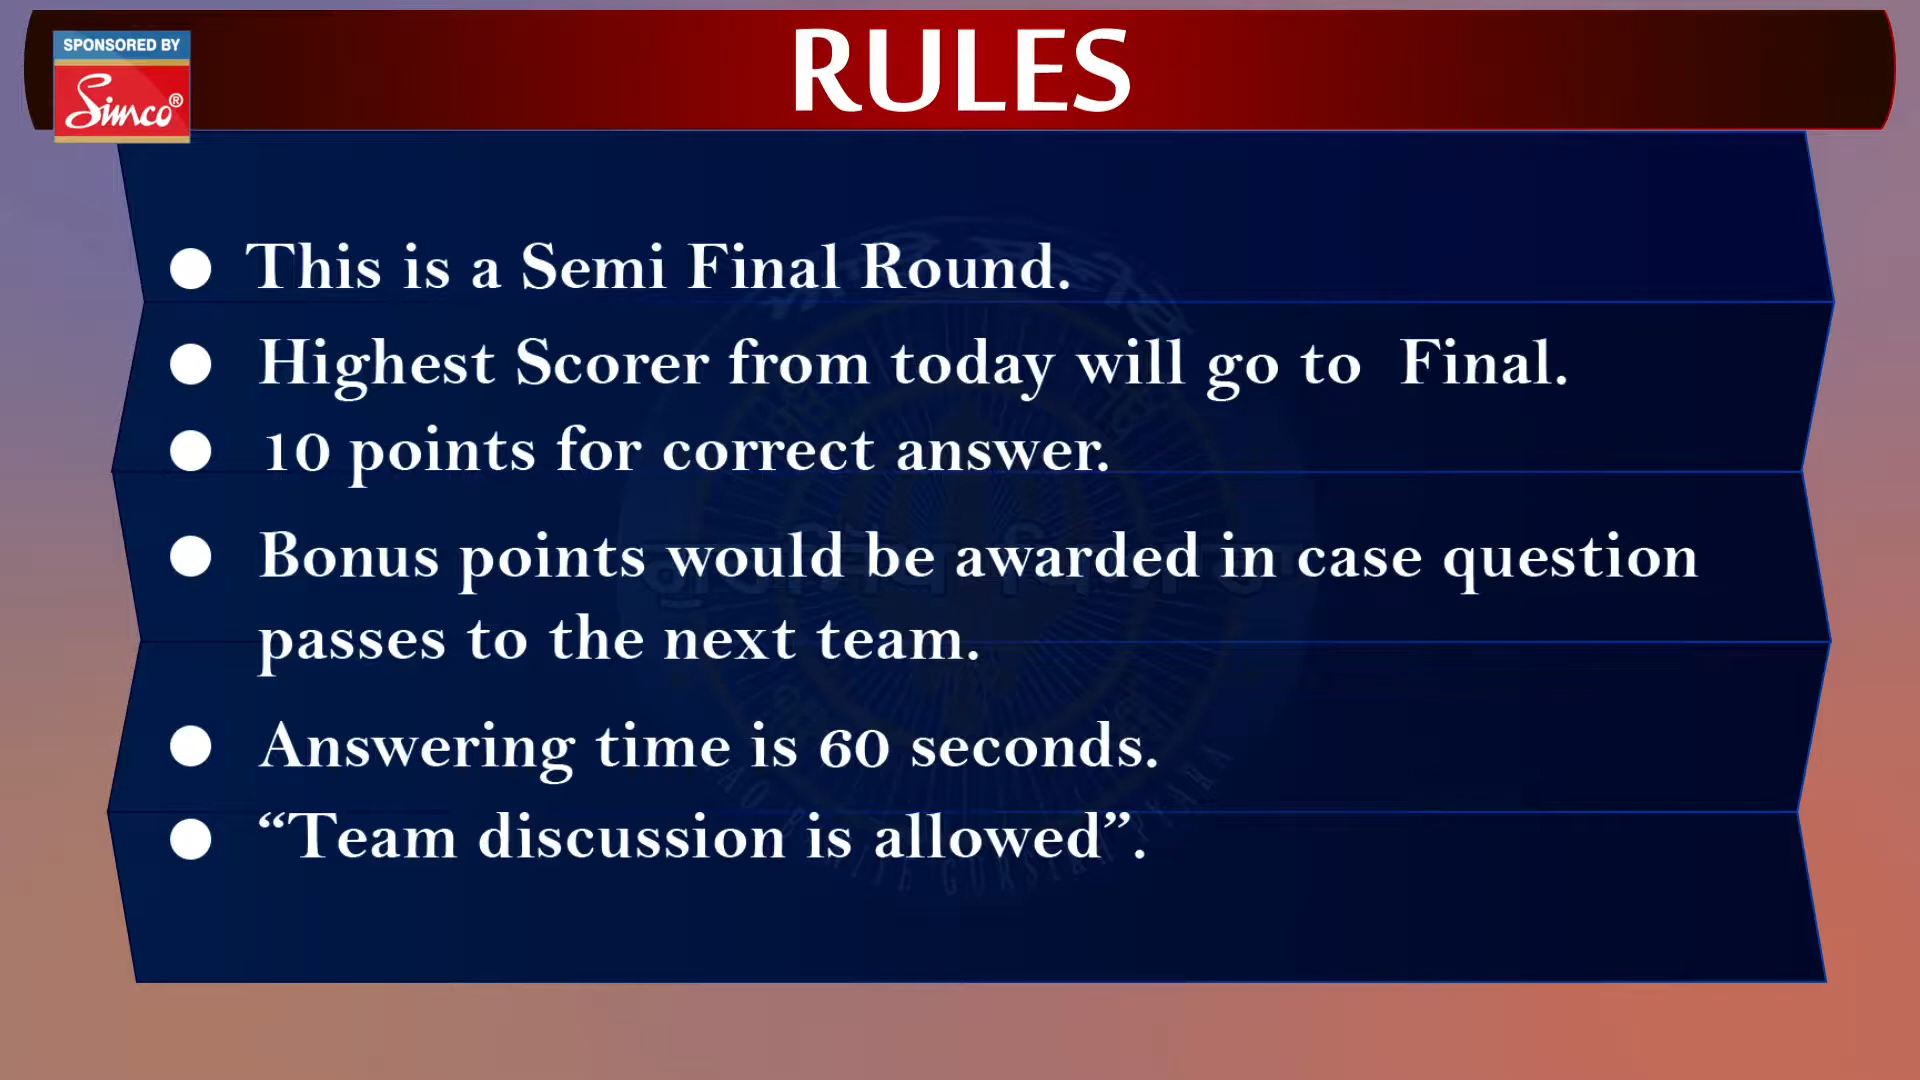 RULES
SPONSORED BY
Simco®
● This is a Semi Final Round.
● Highest Scorer from today will go to Final.
● 10 points for correct answer.
● Bonus points would be awarded in case question
passes to the next team.
● Answering time is 60 seconds.
● “Team discussion is allowed”.